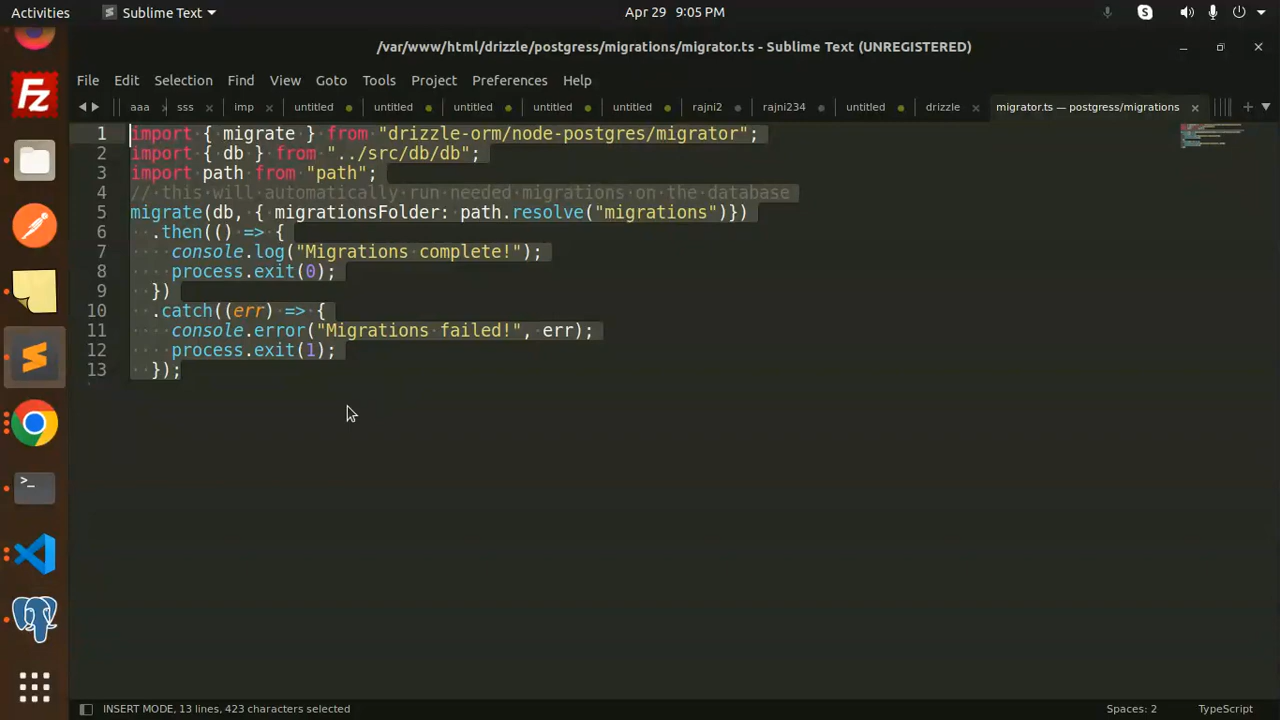 Activities Sublime Text Apr 29 9:05 PM
/var/www/html/drizzle/postgress/migrations/migrator.ts - Sublime Text (UNREGISTERED)
File Edit Selection Find View Goto Tools Project Preferences Help
aaa sss imp untitled untitled untitled untitled untitled rajni2 rajni234 untitled drizzle migrator.ts — postgress/migrations
1 import { migrate } from "drizzle-orm/node-postgres/migrator";
2 import { db } from "../src/db/db";
3 import path from "path";
4 // this will automatically run needed migrations on the database
5 migrate(db, { migrationsFolder: path.resolve("migrations")})
6 .then(() => {
7 console.log("Migrations complete!");
8 process.exit(0);
9 })
10 .catch((err) => {
11 console.error("Migrations failed!", err);
12 process.exit(1);
13 });
INSERT MODE, 13 lines, 423 characters selected Spaces: 2 TypeScript